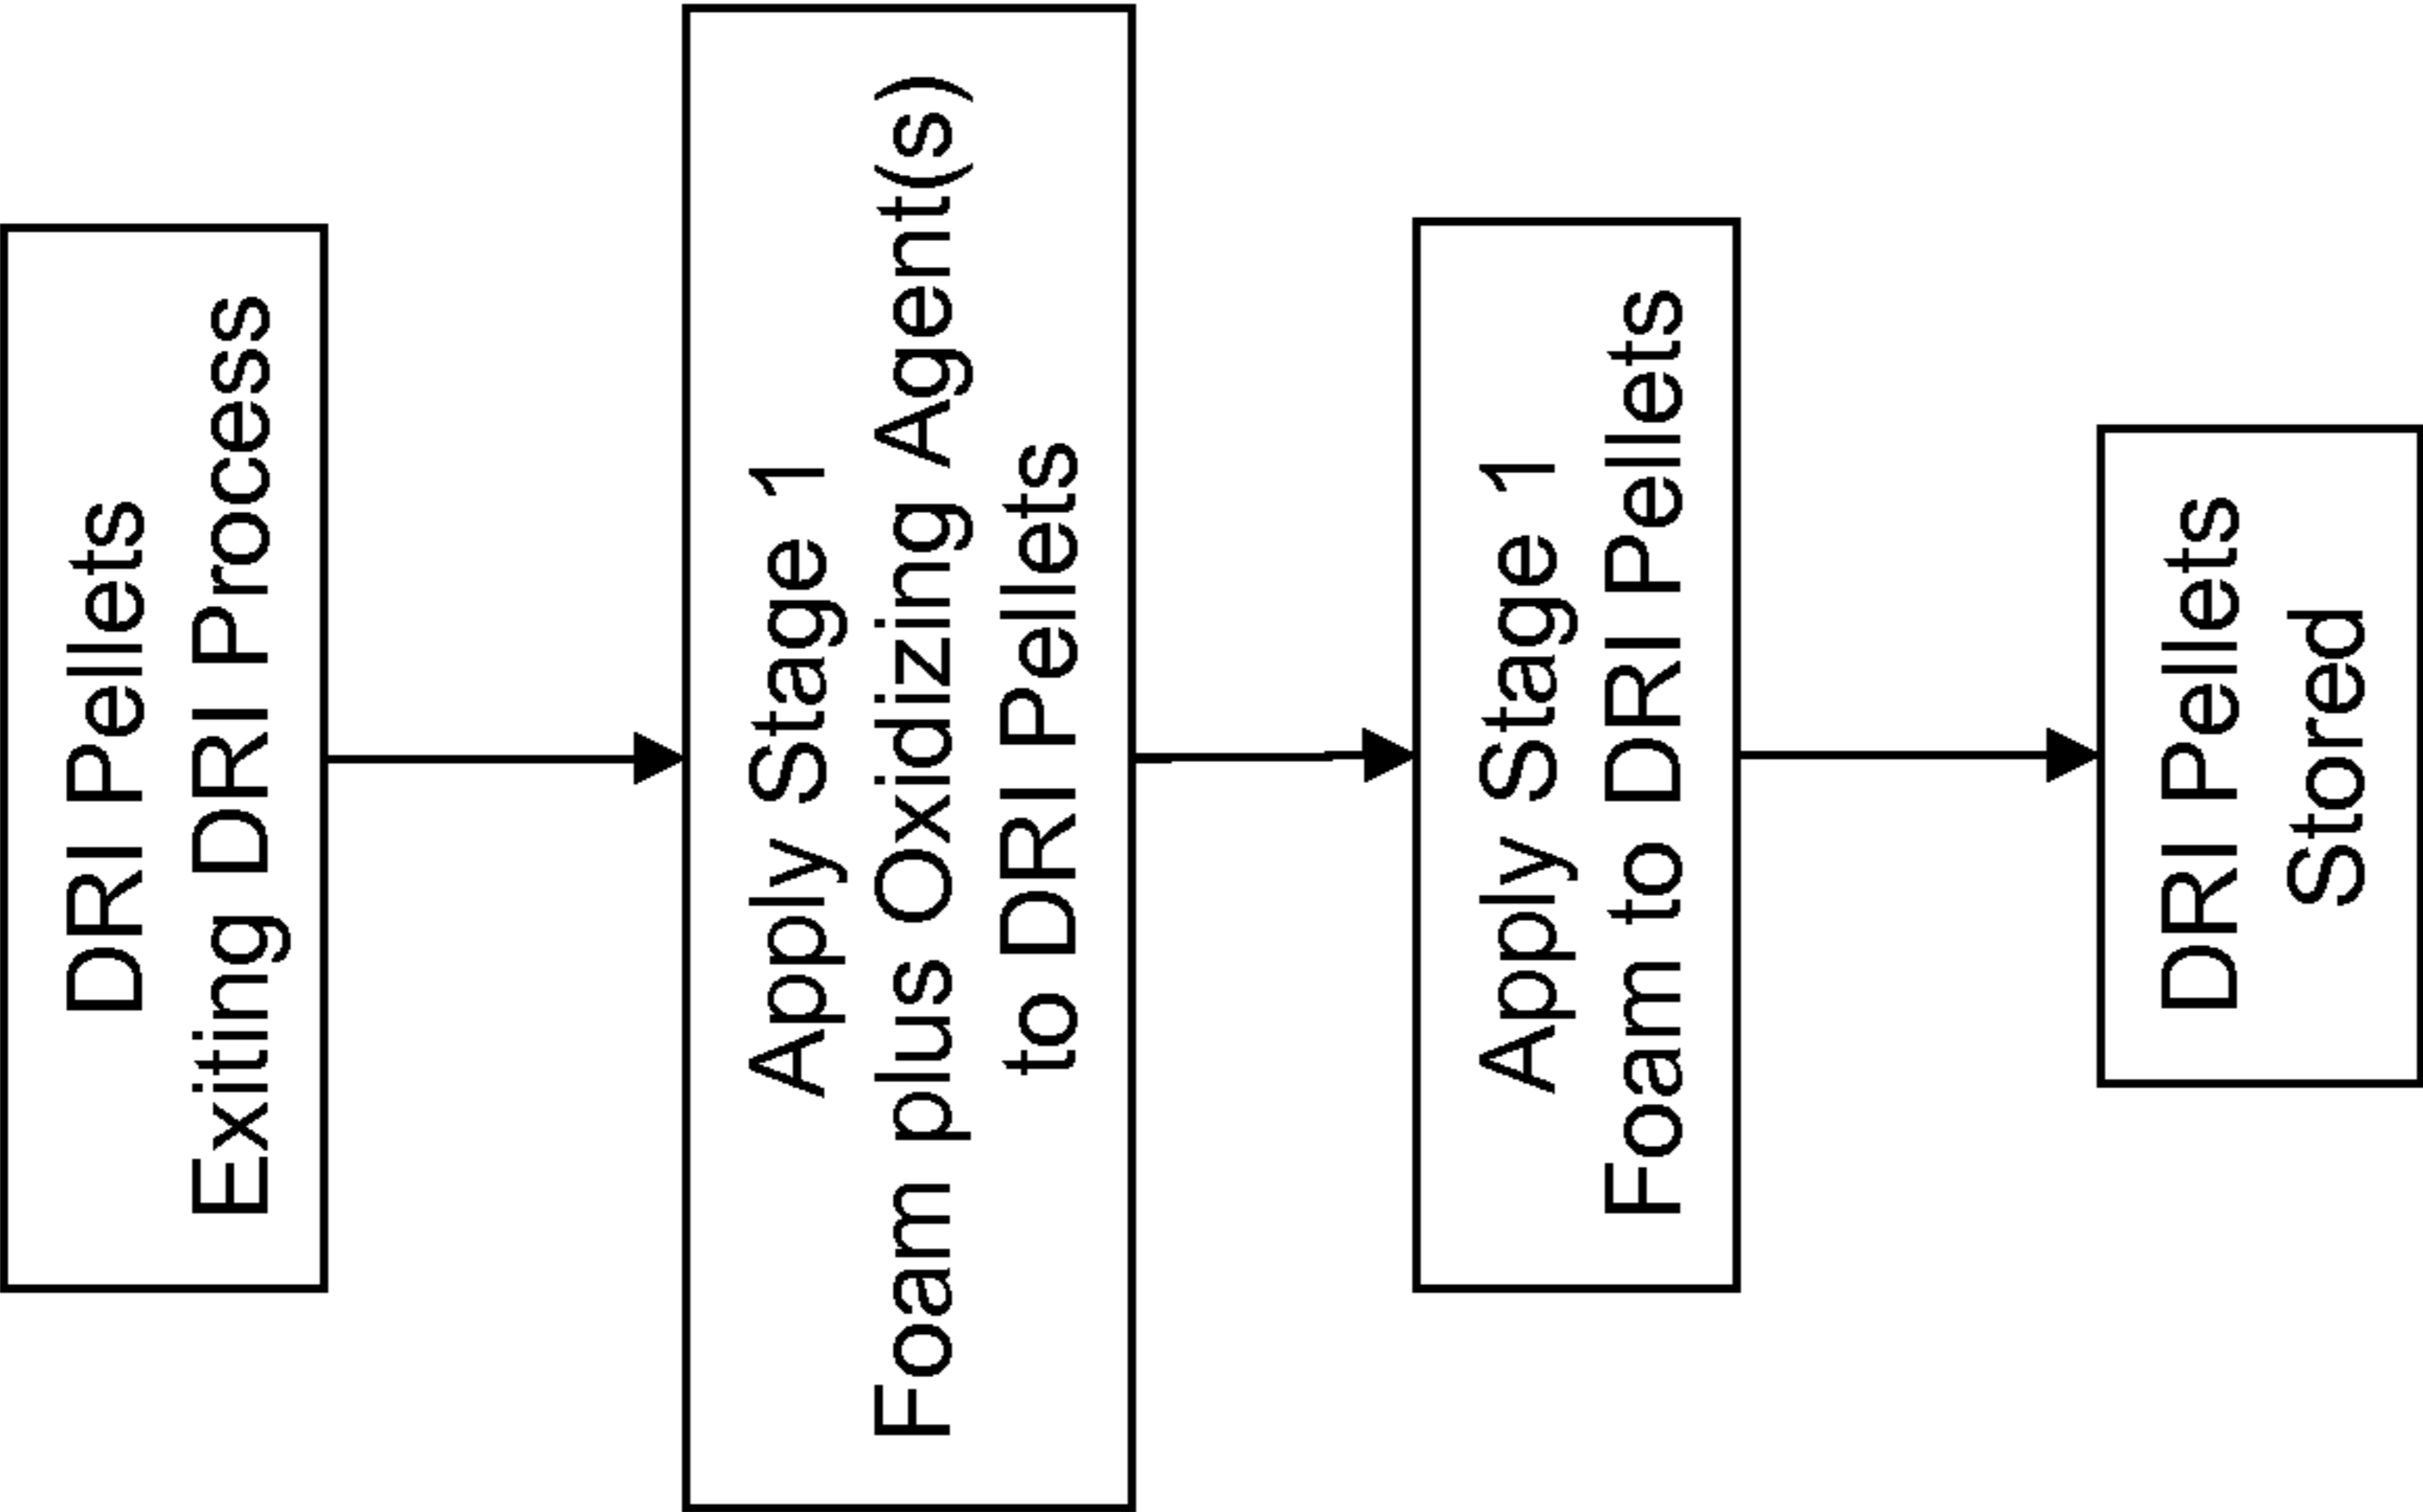 DRI Pellets
Exiting DRI Process
Apply Stage 1
Foam plus Oxidizing Agent(s)
to DRI Pellets
Apply Stage 1
Foam to DRI Pellets
DRI Pellets
Stored